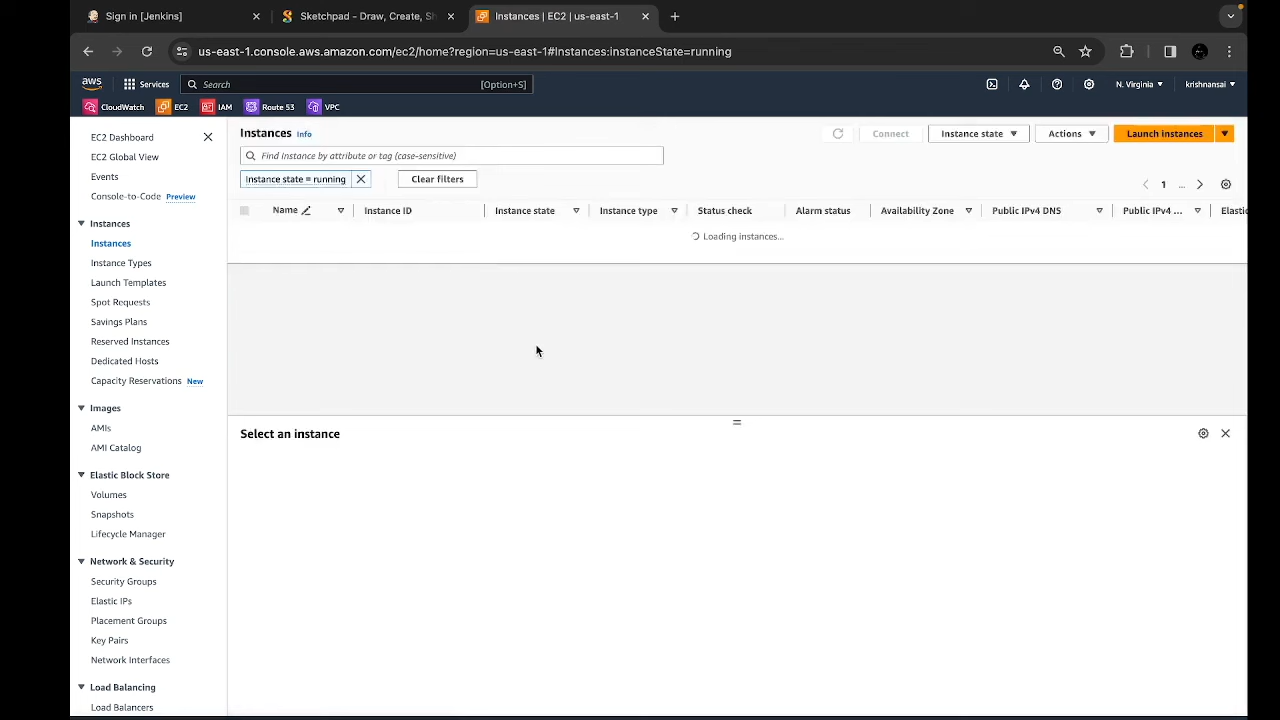 Sign in [Jenkins]
Sketchpad - Draw, Create, Sh
Instances | EC2 | us-east-1
us-east-1.console.aws.amazon.com/ec2/home?region=us-east-1#Instances:instanceState=running
aws Services Search [Option+S] N. Virginia krishnansai
CloudWatch EC2 IAM Route 53 VPC
EC2 Dashboard
EC2 Global View
Events
Console-to-Code Preview
Instances
Instances
Instance Types
Launch Templates
Spot Requests
Savings Plans
Reserved Instances
Dedicated Hosts
Capacity Reservations New
Images
AMIs
AMI Catalog
Elastic Block Store
Volumes
Snapshots
Lifecycle Manager
Network & Security
Security Groups
Elastic IPs
Placement Groups
Key Pairs
Network Interfaces
Load Balancing
Load Balancers
Instances Info
Connect Instance state Actions Launch instances
Find Instance by attribute or tag (case-sensitive)
Instance state = running Clear filters
1 ...
Name Instance ID Instance state Instance type Status check Alarm status Availability Zone Public IPv4 DNS Public IPv4 ... Elastic
Loading instances...
Select an instance